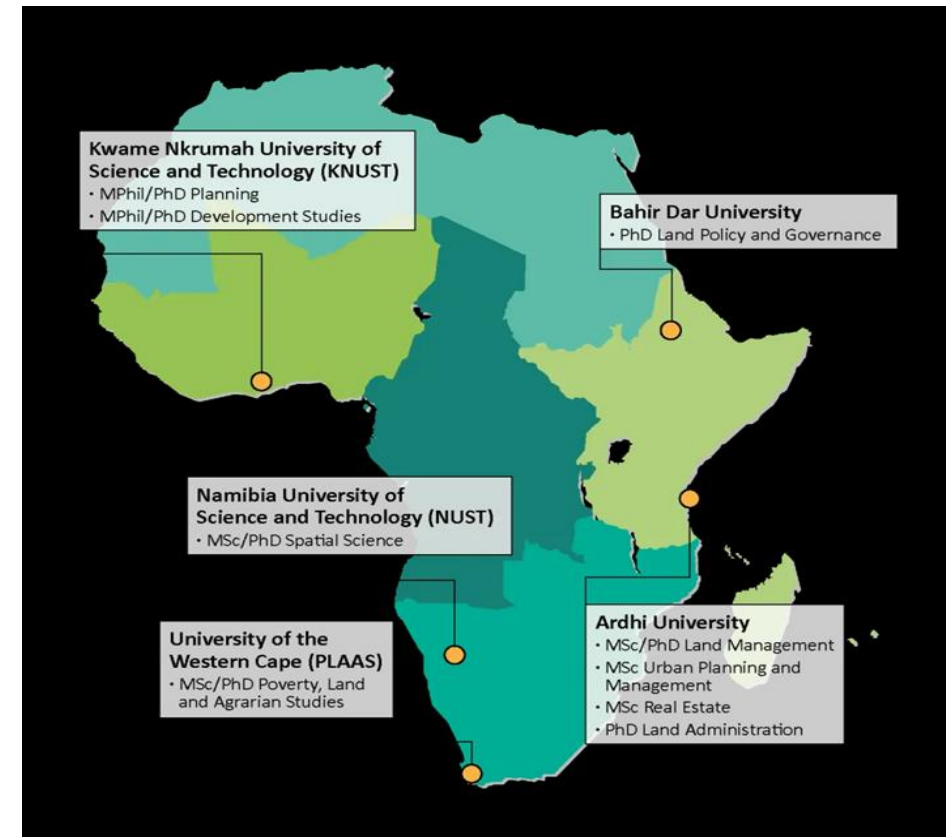 Kwame Nkrumah University of
Science and Technology (KNUST)
· MPhil/PhD Planning
· MPhil/PhD Development Studies
Bahir Dar University
· PhD Land Policy and Governance
Namibia University of
Science and Technology (NUST)
· MSc/PhD Spatial Science
University of the
Western Cape (PLAAS)
· MSc/PhD Poverty, Land
and Agrarian Studies
Ardhi University
· MSc/PhD Land Management
· MSc Urban Planning and
Management
· MSc Real Estate
· PhD Land Administration